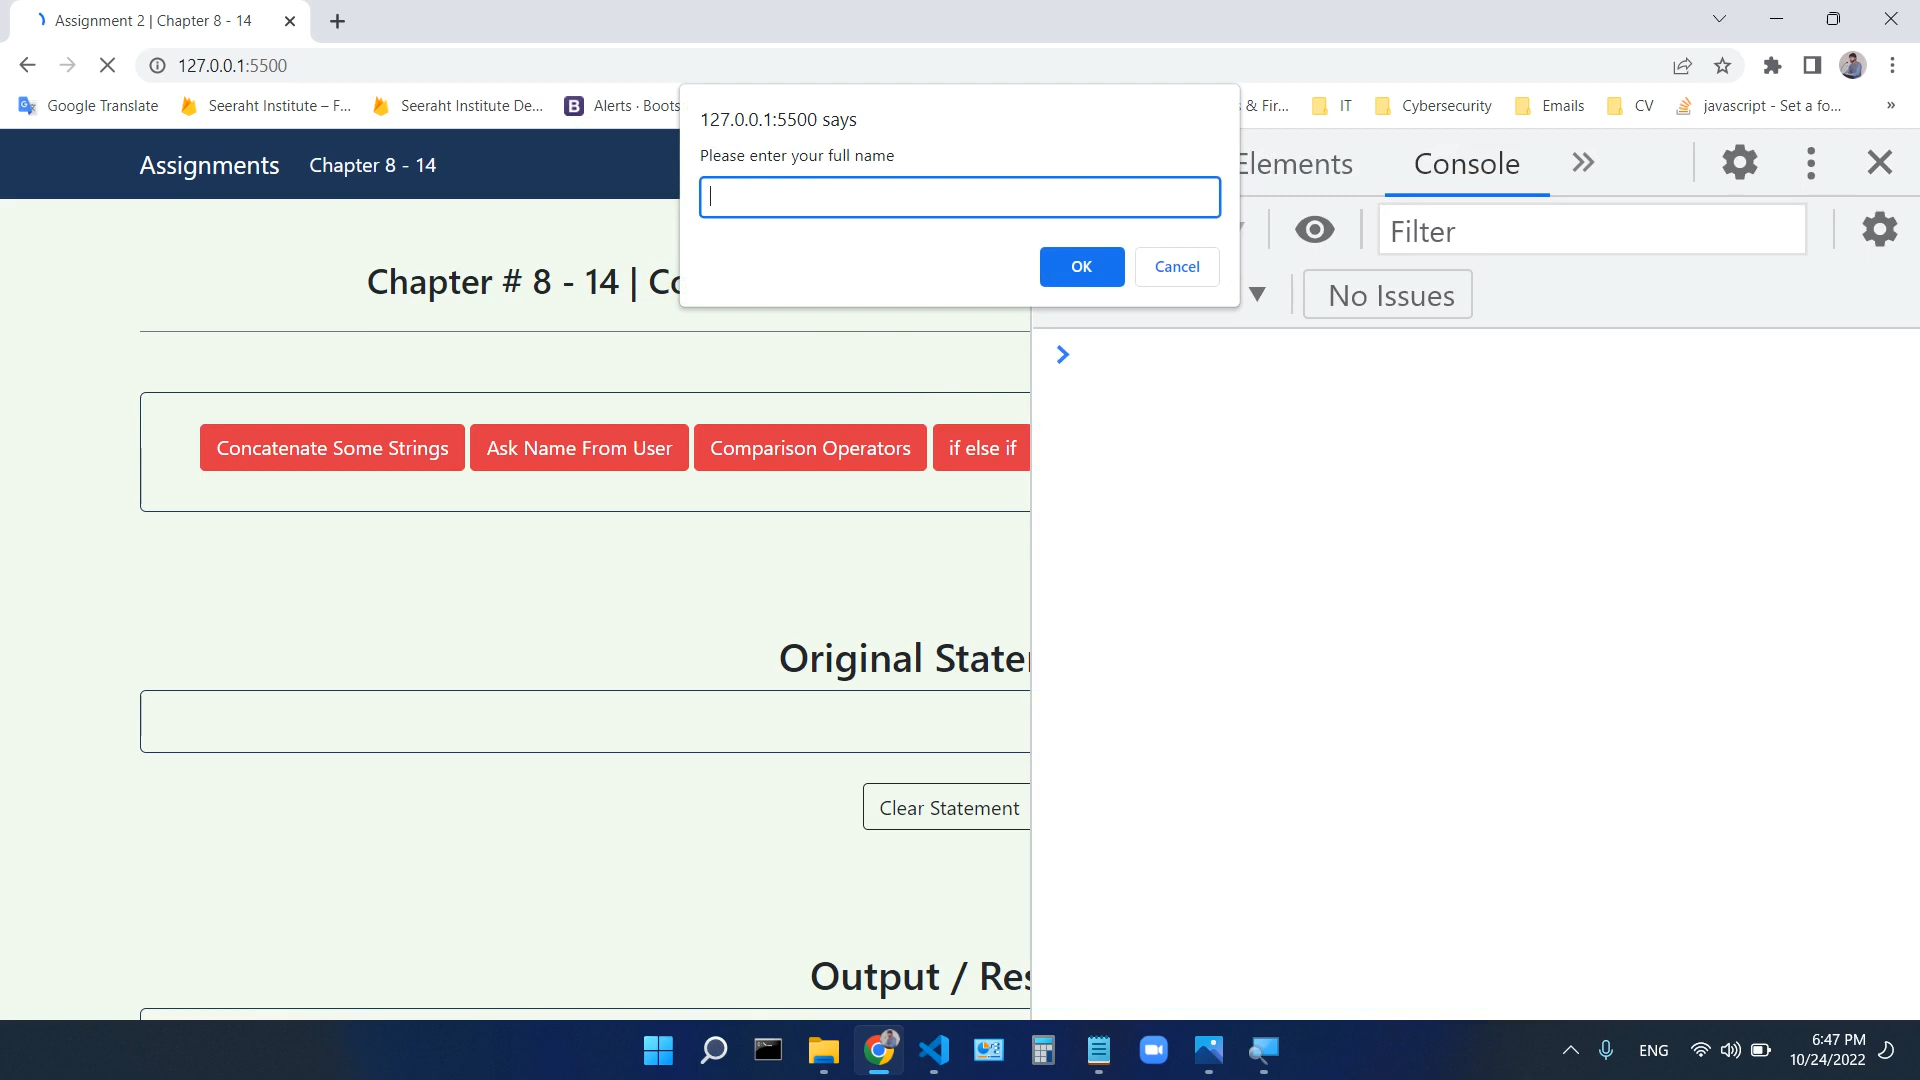 Assignment 2 | Chapter 8 - 14
127.0.0.1:5500
Google Translate
Seeraht Institute – F...
Seeraht Institute De...
B Alerts · Boots
& Fir...
IT
Cybersecurity
Emails
CV
javascript - Set a fo...
»
127.0.0.1:5500 says
Please enter your full name
OK
Cancel
Assignments
Chapter 8 - 14
Elements
Console
Filter
No Issues
Chapter # 8 - 14 | Co
Concatenate Some Strings
Ask Name From User
Comparison Operators
if else if
Original State
Clear Statement
Output / Res
ENG
6:47 PM
10/24/2022